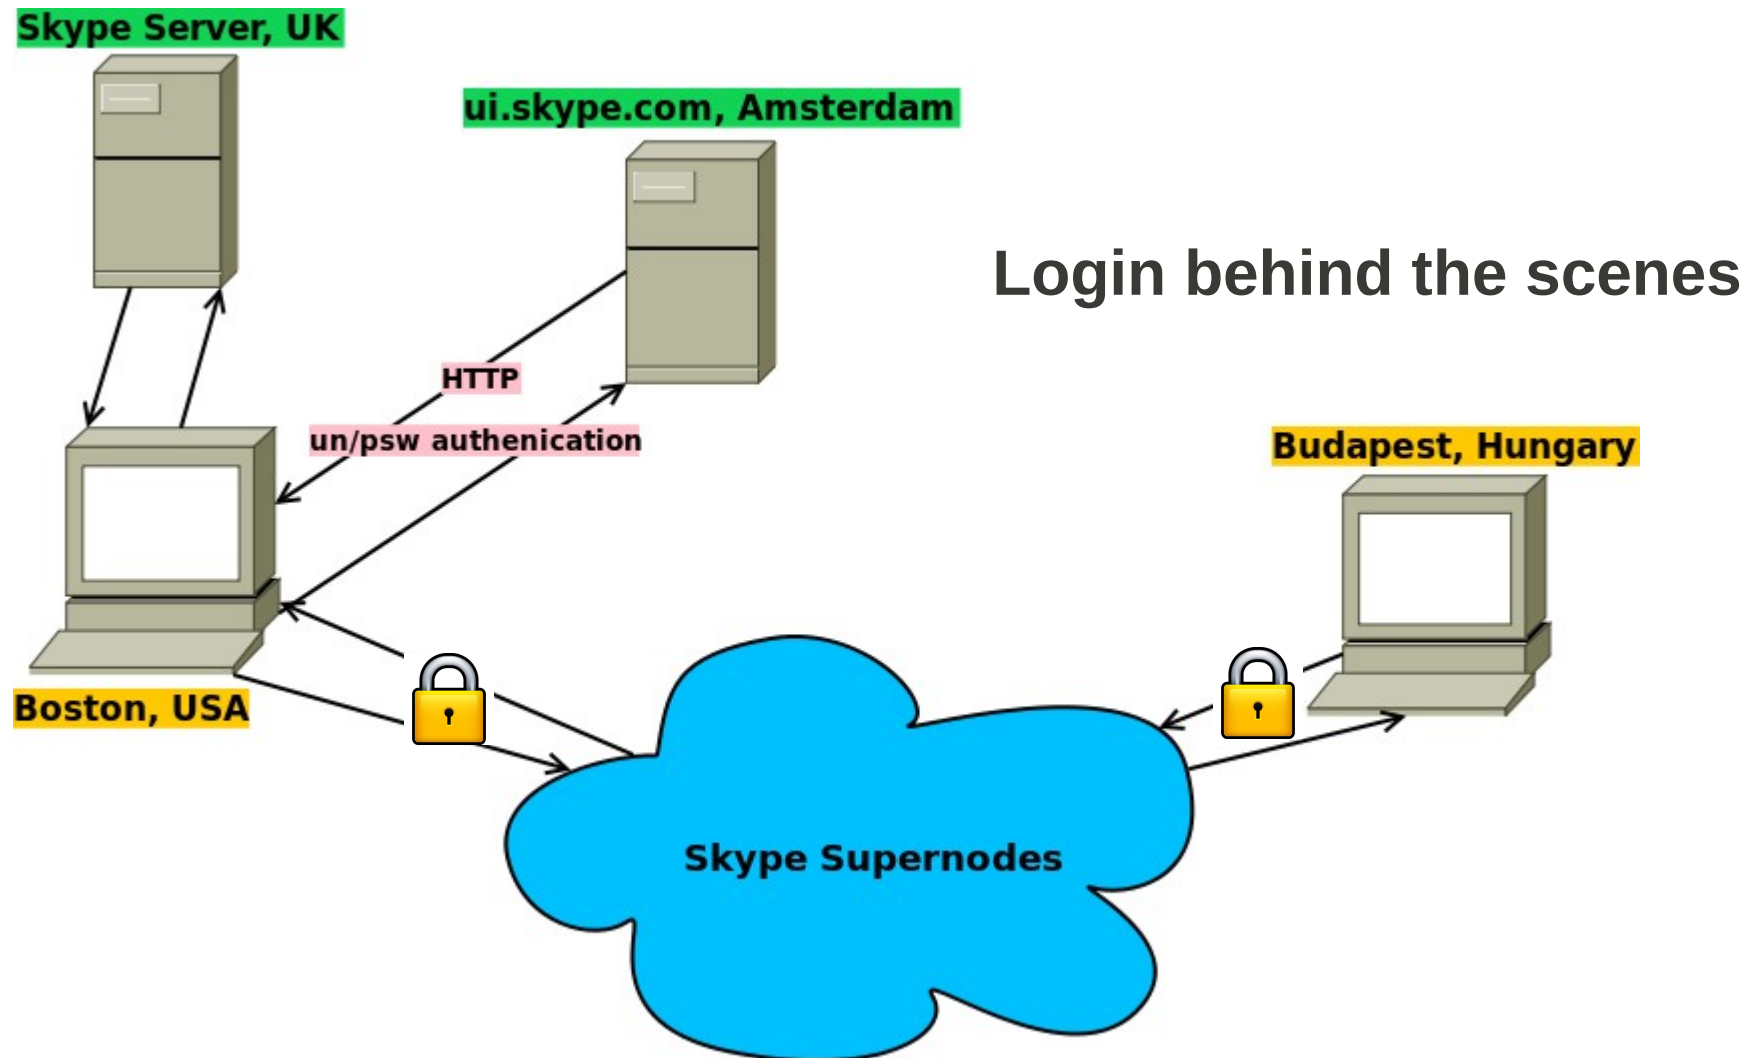 Skype Server, UK
ui.skype.com, Amsterdam
Login behind the scenes
HTTP
un/psw authenication
Budapest, Hungary
Boston, USA
Skype Supernodes